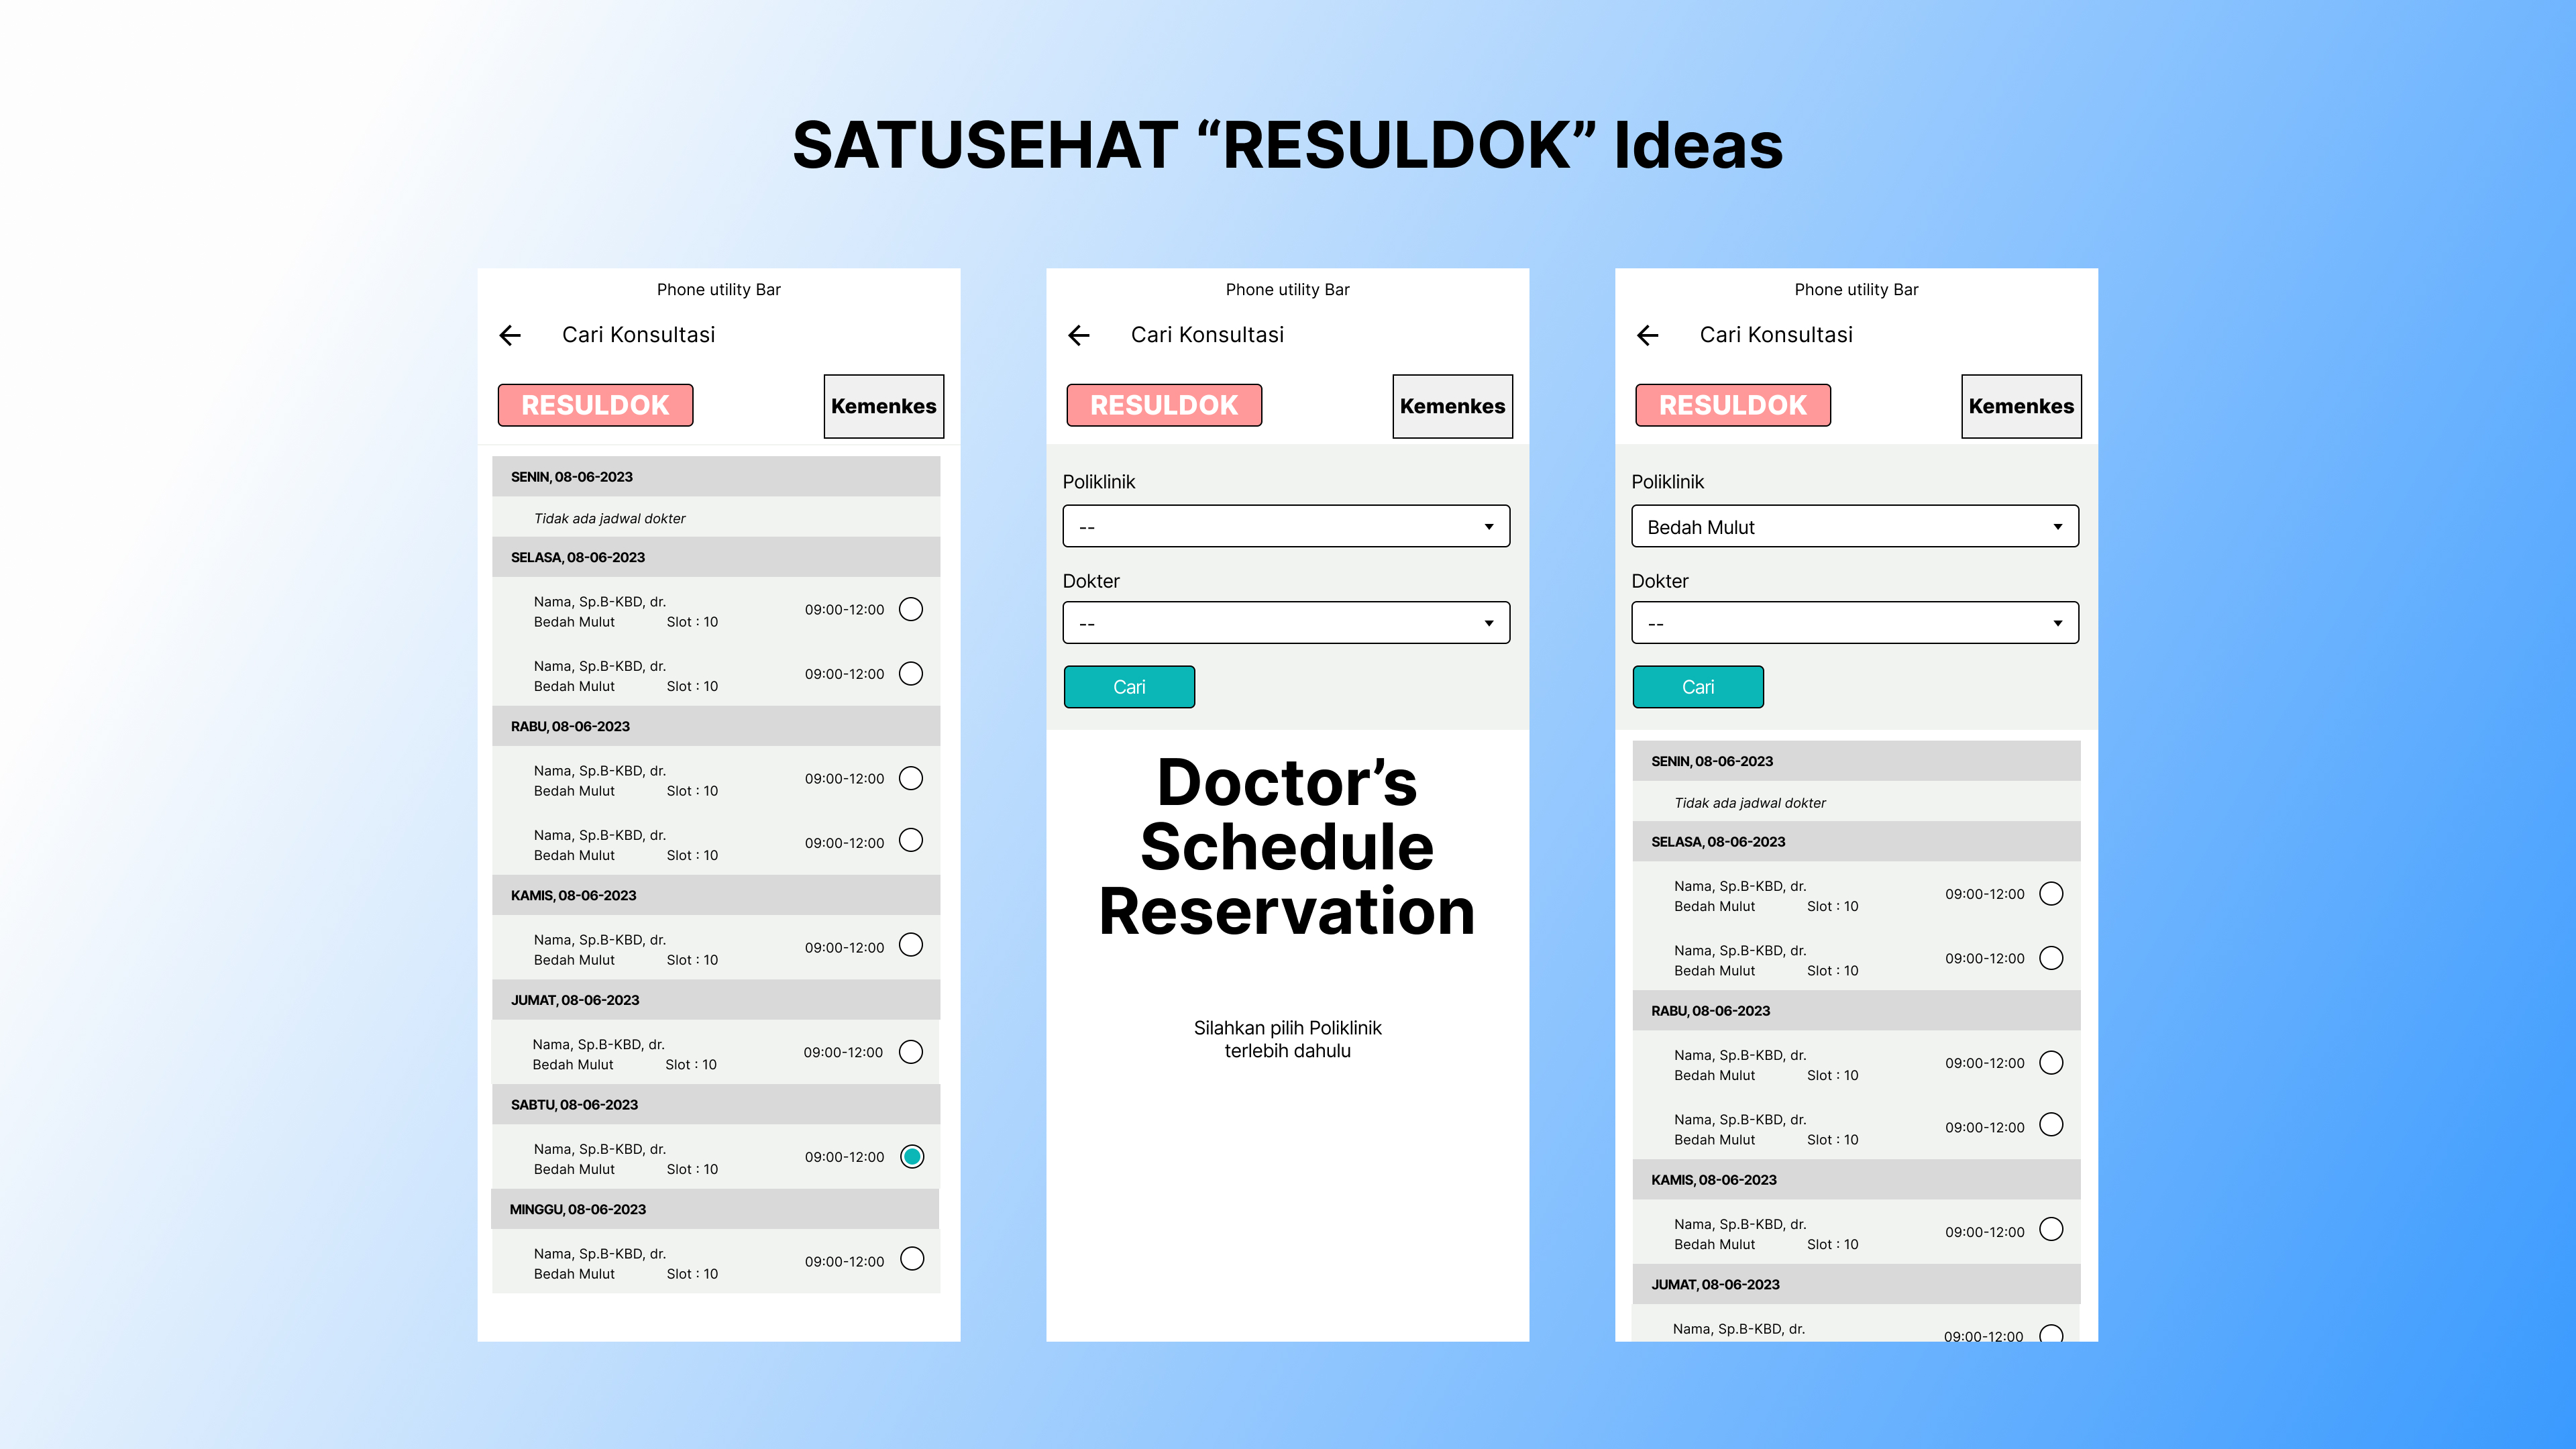 SATUSEHAT “RESULDOK” Ideas
Phone utility Bar
Cari Konsultasi
RESULDOK
Kemenkes
SENIN, 08-06-2023
Tidak ada jadwal dokter
SELASA, 08-06-2023
Nama, Sp.B-KBD, dr.
09:00-12:00
Bedah Mulut Slot : 10
Nama, Sp.B-KBD, dr.
09:00-12:00
Bedah Mulut Slot : 10
RABU, 08-06-2023
Nama, Sp.B-KBD, dr.
09:00-12:00
Bedah Mulut Slot : 10
Nama, Sp.B-KBD, dr.
09:00-12:00
Bedah Mulut Slot : 10
KAMIS, 08-06-2023
Nama, Sp.B-KBD, dr.
09:00-12:00
Bedah Mulut Slot : 10
JUMAT, 08-06-2023
Nama, Sp.B-KBD, dr.
09:00-12:00
Bedah Mulut Slot : 10
SABTU, 08-06-2023
Nama, Sp.B-KBD, dr.
09:00-12:00
Bedah Mulut Slot : 10
MINGGU, 08-06-2023
Nama, Sp.B-KBD, dr.
09:00-12:00
Bedah Mulut Slot : 10
Phone utility Bar
Cari Konsultasi
RESULDOK
Kemenkes
Poliklinik
--
Dokter
--
Cari
Doctor’s
Schedule
Reservation
Silahkan pilih Poliklinik
terlebih dahulu
Phone utility Bar
Cari Konsultasi
RESULDOK
Kemenkes
Poliklinik
Bedah Mulut
Dokter
--
Cari
SENIN, 08-06-2023
Tidak ada jadwal dokter
SELASA, 08-06-2023
Nama, Sp.B-KBD, dr.
09:00-12:00
Bedah Mulut Slot : 10
Nama, Sp.B-KBD, dr.
09:00-12:00
Bedah Mulut Slot : 10
RABU, 08-06-2023
Nama, Sp.B-KBD, dr.
09:00-12:00
Bedah Mulut Slot : 10
Nama, Sp.B-KBD, dr.
09:00-12:00
Bedah Mulut Slot : 10
KAMIS, 08-06-2023
Nama, Sp.B-KBD, dr.
09:00-12:00
Bedah Mulut Slot : 10
JUMAT, 08-06-2023
Nama, Sp.B-KBD, dr.
09:00-12:00